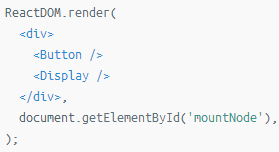 ReactDOM.render(
  <div>
    <Button />
    <Display />
  </div>,
  document.getElementById('mountNode'),
);